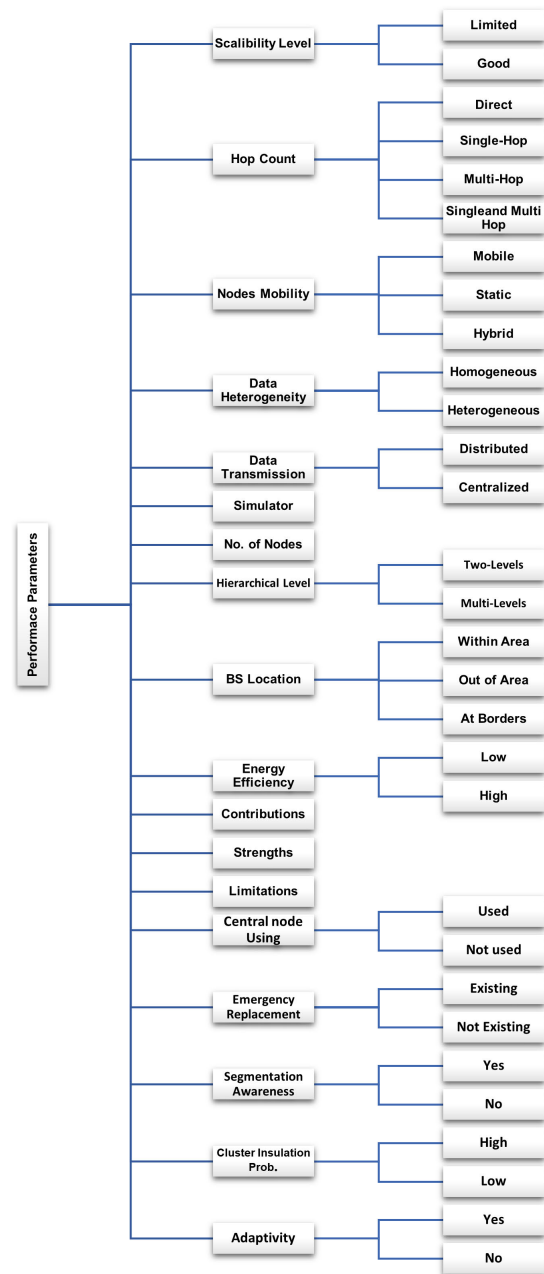 Performace Parameters
Scalibility Level
Limited
Good
Hop Count
Direct
Single-Hop
Multi-Hop
Singleand Multi
Hop
Nodes Mobility
Mobile
Static
Hybrid
Data
Heterogeneity
Homogeneous
Heterogeneous
Data
Transmission
Distributed
Centralized
Simulator
No. of Nodes
Hierarchical Level
Two-Levels
Multi-Levels
BS Location
Within Area
Out of Area
At Borders
Energy
Efficiency
Low
High
Contributions
Strengths
Limitations
Central node
Using
Used
Not used
Emergency
Replacement
Existing
Not Existing
Segmentation
Awareness
Yes
No
Cluster Insulation
Prob.
High
Low
Adaptivity
Yes
No